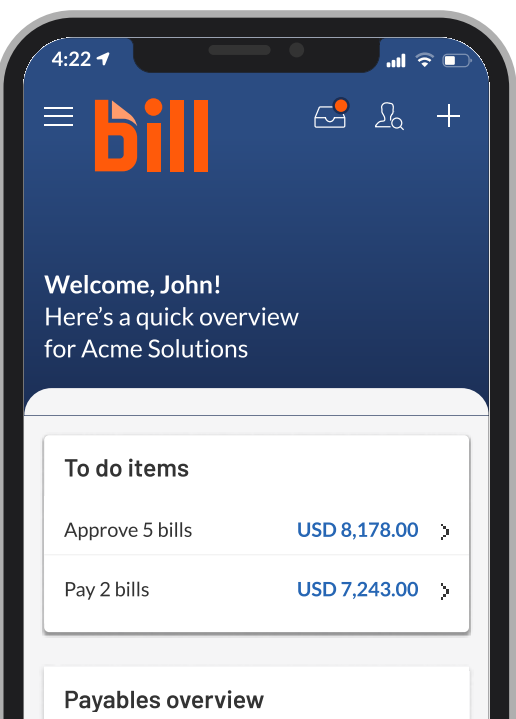 4:22
bill
Welcome, John!
Here's a quick overview
for Acme Solutions
To do items
Approve 5 bills USD 8,178.00
Pay 2 bills USD 7,243.00
Payables overview